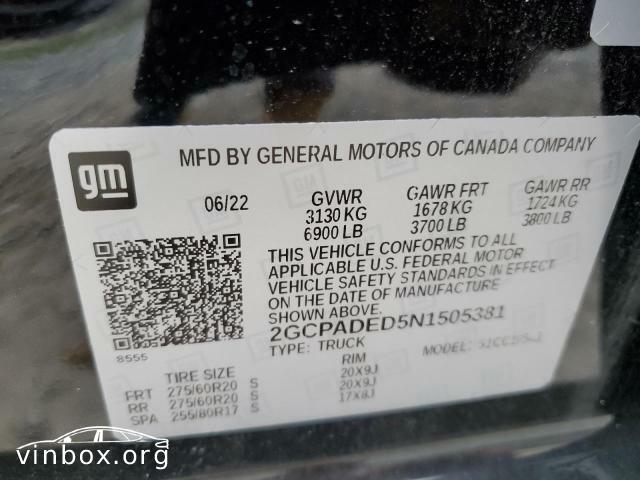 gm
MFD BY GENERAL MOTORS OF CANADA COMPANY
06/22 GVWR GAWR FRT GAWR RR
3130 KG 1678 KG 1724 KG
6900 LB 3700 LB 3800 LB
THIS VEHICLE CONFORMS TO ALL
APPLICABLE U.S. FEDERAL MOTOR
VEHICLE SAFETY STANDARDS IN EFFECT
ON THE DATE OF MANUFACTURE
SHOWN ABOVE.
2GCPADED5N1505381
8555
TYPE: TRUCK MODEL:
TIRE SIZE RIM
FRT 275/60R20 S 20X9J
RR 275/60R20 S 20X9J
SPA 255/80R17 S 17X8J
vinbox.org